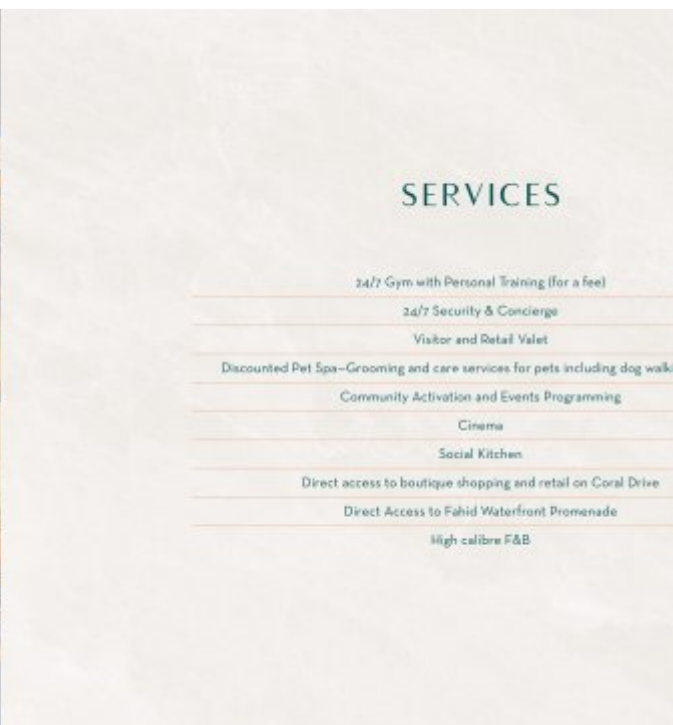 SERVICES
24/7 Gym with Personal Training (for a fee)
24/7 Security & Concierge
Visitor and Retail Valet
Discounted Pet Spa–Grooming and care services for pets including dog
Community Activation and Events Programming
Cinema
Social Kitchen
Direct access to boutique shopping and retail on Coral Drive
Direct Access to Fahid Waterfront Promenade
High calibre F&B